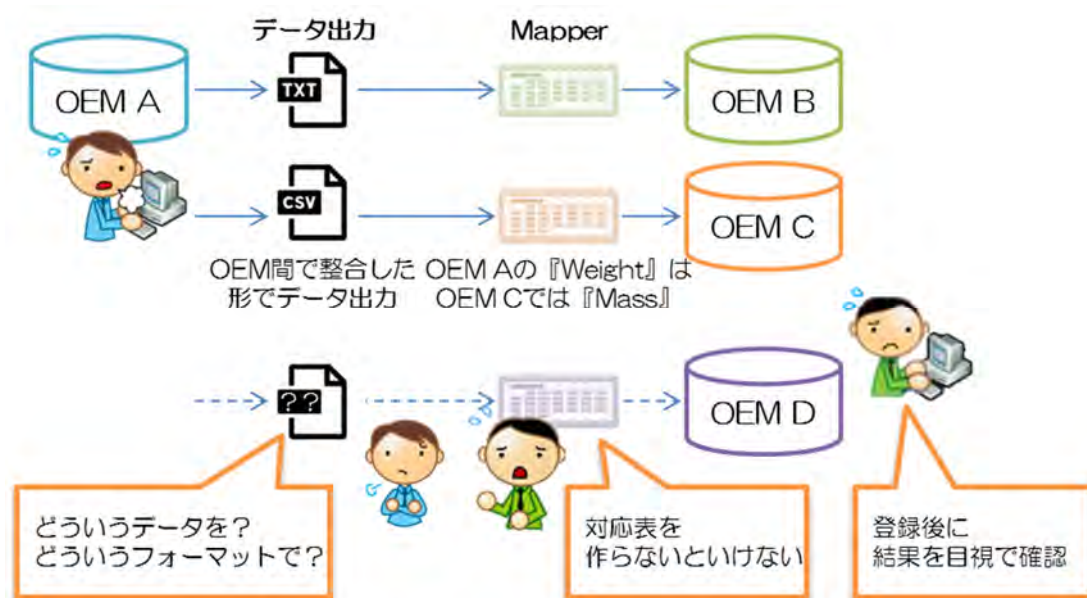 データ出力
Mapper
OEM A
TXT
OEM B
CSV
OEM C
OEM間で整合した
形でデータ出力
OEM Aの『Weight』は
OEM Cでは『Mass』
??
OEM D
どういうデータを?
どういうフォーマットで?
対応表を
作らないといけない
登録後に
結果を目視で確認